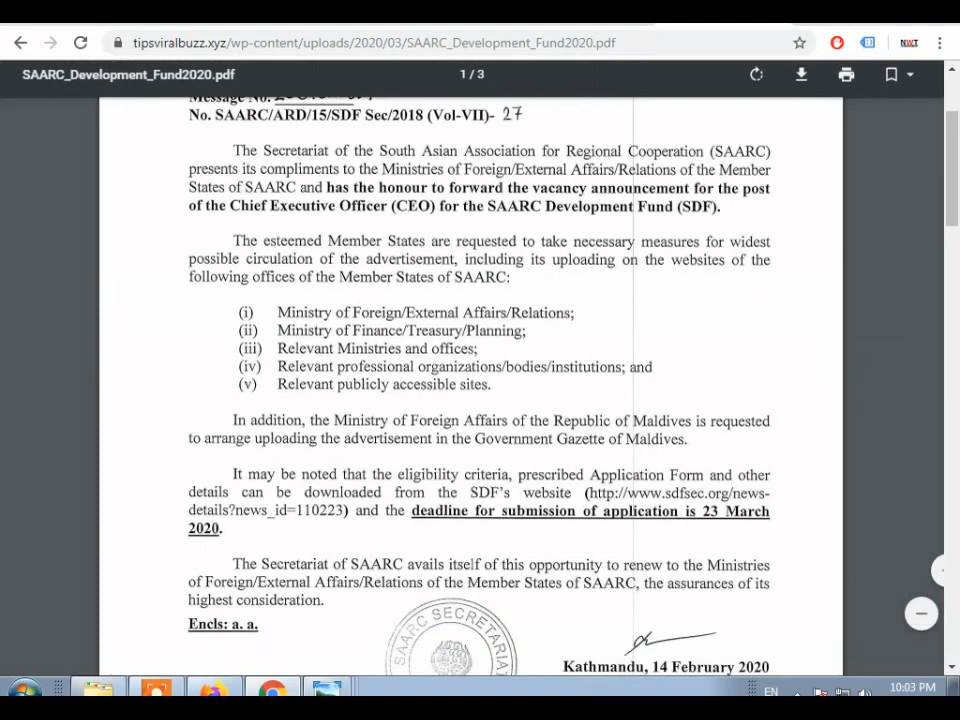 tipsviralbuzz.xyz/wp-content/uploads/2020/03/SAARC_Development_Fund2020.pdf
SAARC_Development_Fund2020.pdf
1 / 3
Message No.
No. SAARC/ARD/15/SDF Sec/2018 (Vol-VII)- 27
The Secretariat of the South Asian Association for Regional Cooperation (SAARC)
presents its compliments to the Ministries of Foreign/External Affairs/Relations of the Member
States of SAARC and has the honour to forward the vacancy announcement for the post
of the Chief Executive Officer (CEO) for the SAARC Development Fund (SDF).
The esteemed Member States are requested to take necessary measures for widest
possible circulation of the advertisement, including its uploading on the websites of the
following offices of the Member States of SAARC:
(i) Ministry of Foreign/External Affairs/Relations;
(ii) Ministry of Finance/Treasury/Planning;
(iii) Relevant Ministries and offices;
(iv) Relevant professional organizations/bodies/institutions; and
(v) Relevant publicly accessible sites.
In addition, the Ministry of Foreign Affairs of the Republic of Maldives is requested
to arrange uploading the advertisement in the Government Gazette of Maldives.
It may be noted that the eligibility criteria, prescribed Application Form and other
details can be downloaded from the SDF's website (http://www.sdfsec.org/news-
details?news_id=110223) and the deadline for submission of application is 23 March
2020.
The Secretariat of SAARC avails itself of this opportunity to renew to the Ministries
of Foreign/External Affairs/Relations of the Member States of SAARC, the assurances of its
highest consideration.
Encls: a. a.
SAARC SECRETARIAT
Kathmandu, 14 February 2020
EN
10:03 PM